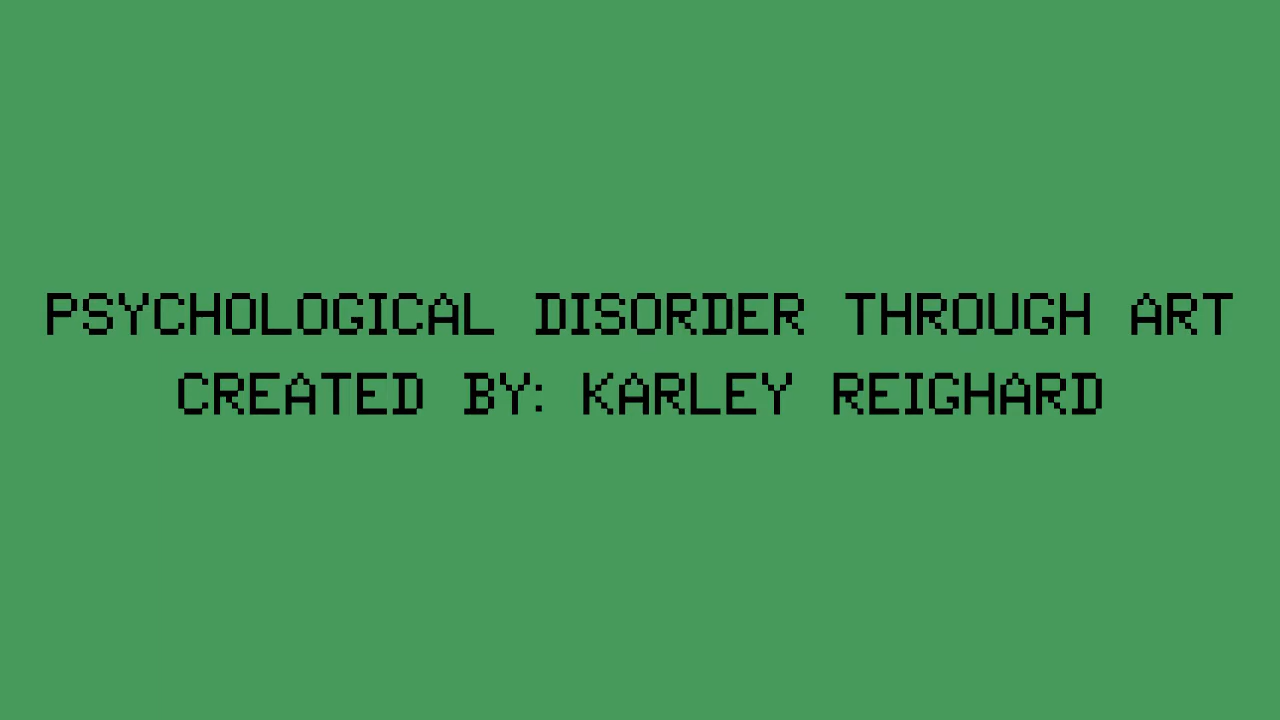 PSYCHOLOGICAL DISORDER THROUGH ART
CREATED BY: KARLEY REIGHARD